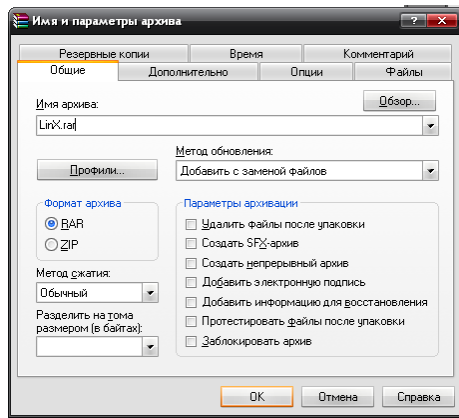 Имя и параметры архива
Резервные копии Время Комментарий
Общие Дополнительно Опции Файлы
Имя архива:
Обзор...
LinX.rar
Метод обновления:
Профили...
Добавить с заменой файлов
Формат архива
RAR
ZIP
Метод сжатия:
Обычный
Разделить на тома
размером (в байтах):
Параметры архивации
Удалить файлы после упаковки
Создать SFX-архив
Создать непрерывный архив
Добавить электронную подпись
Добавить информацию для восстановления
Протестировать файлы после упаковки
Заблокировать архив
OK Отмена Справка